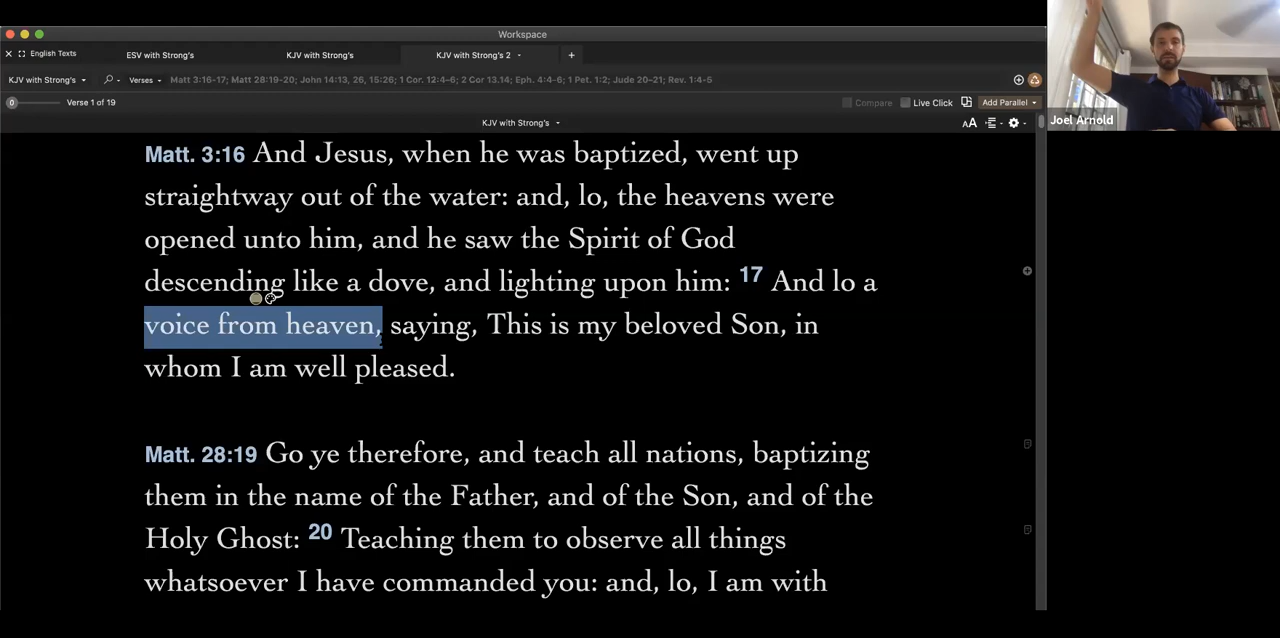 Workspace
English Texts
ESV with Strong's
KJV with Strong's
KJV with Strong's 2
+
KJV with Strong's
Verses
Matt 3:16-17; Matt 28:19-20; John 14:13, 26, 15:26; 1 Cor. 12:4-6; 2 Cor 13.14; Eph. 4:4-6; 1 Pet. 1:2; Jude 20-21; Rev. 1:4-5
0
Verse 1 of 19
Compare
Live Click
Add Parallel
KJV with Strong's
AA
Joel Arnold
Matt. 3:16 And Jesus, when he was baptized, went up
straightway out of the water: and, lo, the heavens were
opened unto him, and he saw the Spirit of God
descending like a dove, and lighting upon him: 17 And lo a
voice from heaven, saying, This is my beloved Son, in
whom I am well pleased.
Matt. 28:19 Go ye therefore, and teach all nations, baptizing
them in the name of the Father, and of the Son, and of the
Holy Ghost: 20 Teaching them to observe all things
whatsoever I have commanded you: and, lo, I am with